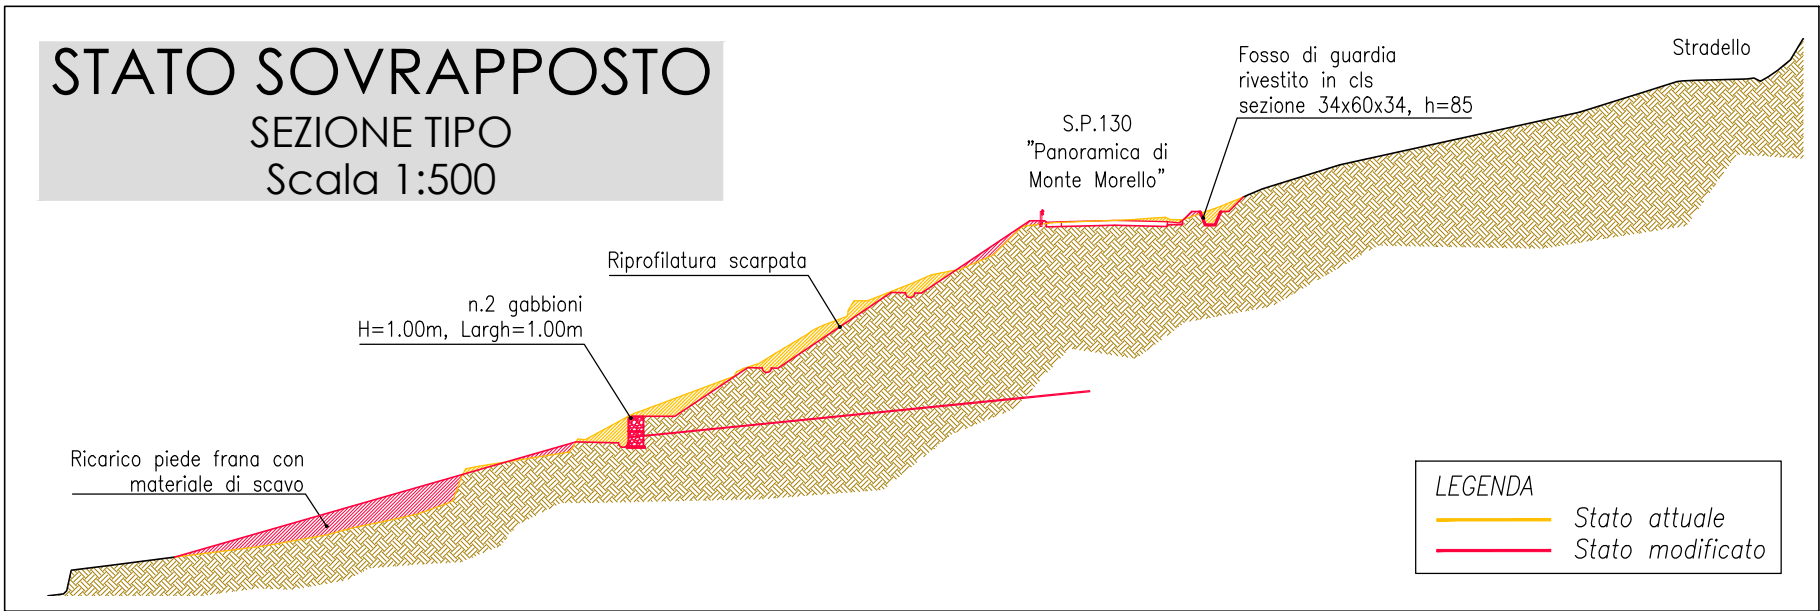 STATO SOVRAPPOSTO
SEZIONE TIPO
Scala 1:500
Fosso di guardia
rivestito in cls
sezione 34x60x34, h=85
Stradello
S.P.130
"Panoramica di
Monte Morello"
Riprofilatura scarpata
n.2 gabbioni
H=1.00m, Largh=1.00m
Ricarico piede frana con
materiale di scavo
LEGENDA
Stato attuale
Stato modificato